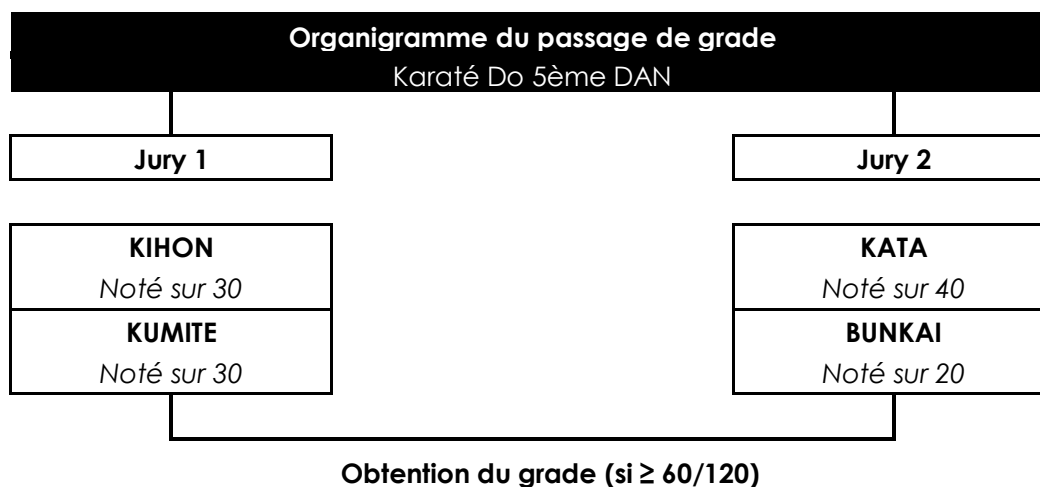 Organigramme du passage de grade
Karaté Do 5ème DAN
Jury 1
Jury 2
KIHON
Noté sur 30
KUMITE
Noté sur 30
KATA
Noté sur 40
BUNKAI
Noté sur 20
Obtention du grade (si ≥ 60/120)